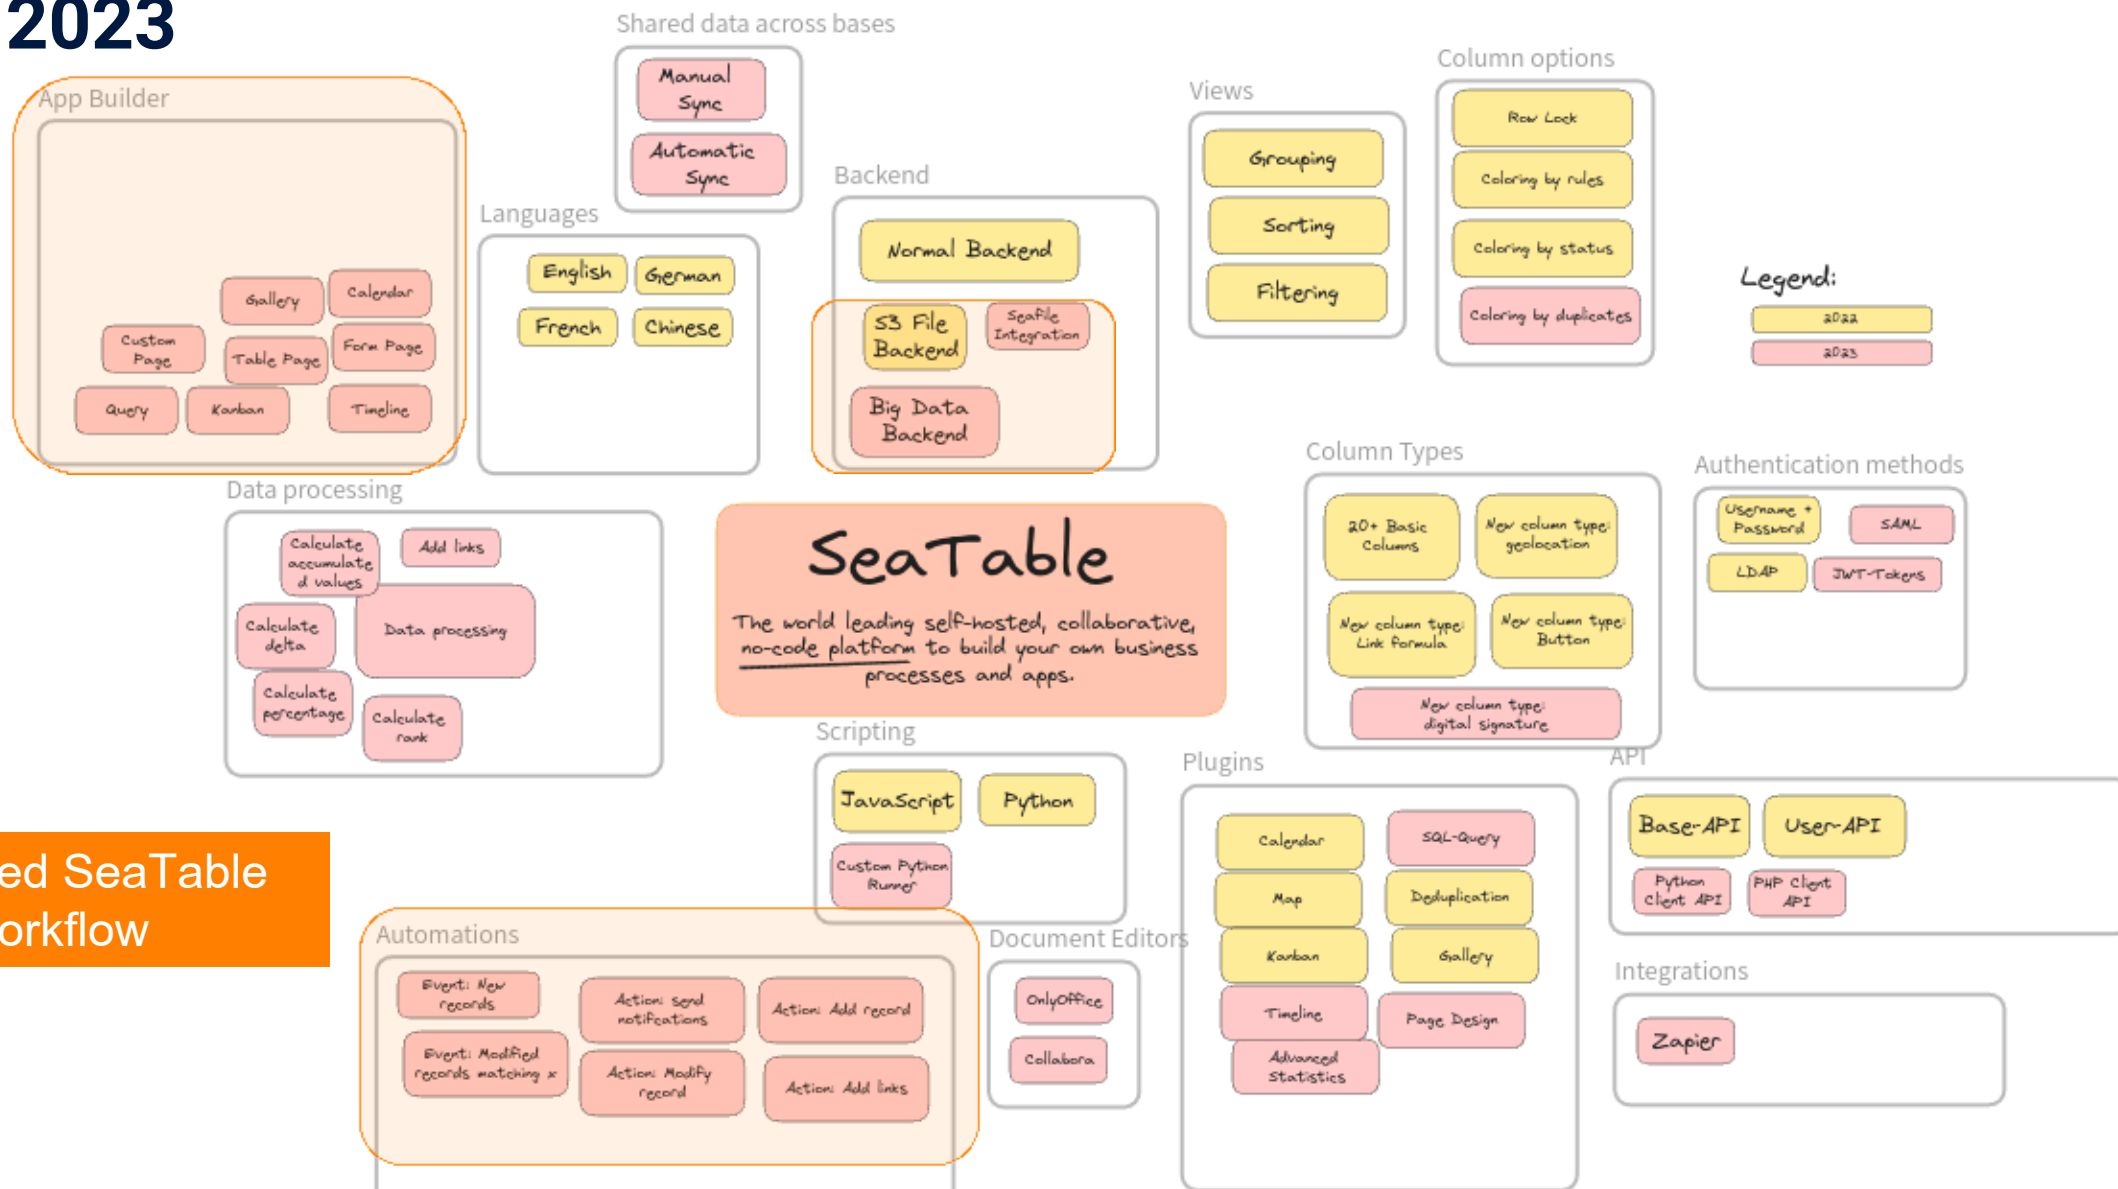 2023
App Builder
Gallery
Calendar
Custom
Page
Table Page
Form Page
Query
Kanban
Timeline
Shared data across bases
Manual
Sync
Automatic
Sync
Languages
English
German
French
Chinese
Backend
Normal Backend
S3 File
Backend
Seafile
Integration
Big Data
Backend
Views
Grouping
Sorting
Filtering
Column options
Row Lock
Coloring by rules
Coloring by status
Coloring by duplicates
Legend:
2022
2023
Data processing
Calculate
accumulate
d values
Add links
Data processing
Calculate
delta
Calculate
percentage
Calculate
rank
SeaTable
The world leading self-hosted, collaborative,
no-code platform to build your own business
processes and apps.
Column Types
20+ Basic
Columns
New column type:
geolocation
New column type:
Link formula
New column type:
Button
New column type:
digital signature
Authentication methods
Username +
Password
SAML
LDAP
JWT-Tokens
ed SeaTable
orkflow
Scripting
JavaScript
Python
Custom Python
Runner
Plugins
Calendar
SQL-Query
Map
Deduplication
Kanban
Gallery
Timeline
Page Design
Advanced
Statistics
API
Base-API
User-API
Python
Client API
PHP Client
API
Automations
Event: New
records
Action: send
notifcations
Action: Add record
Event: Modified
records matching x
Action: Modify
record
Action: Add links
Document Editors
OnlyOffice
Collabora
Integrations
Zapier